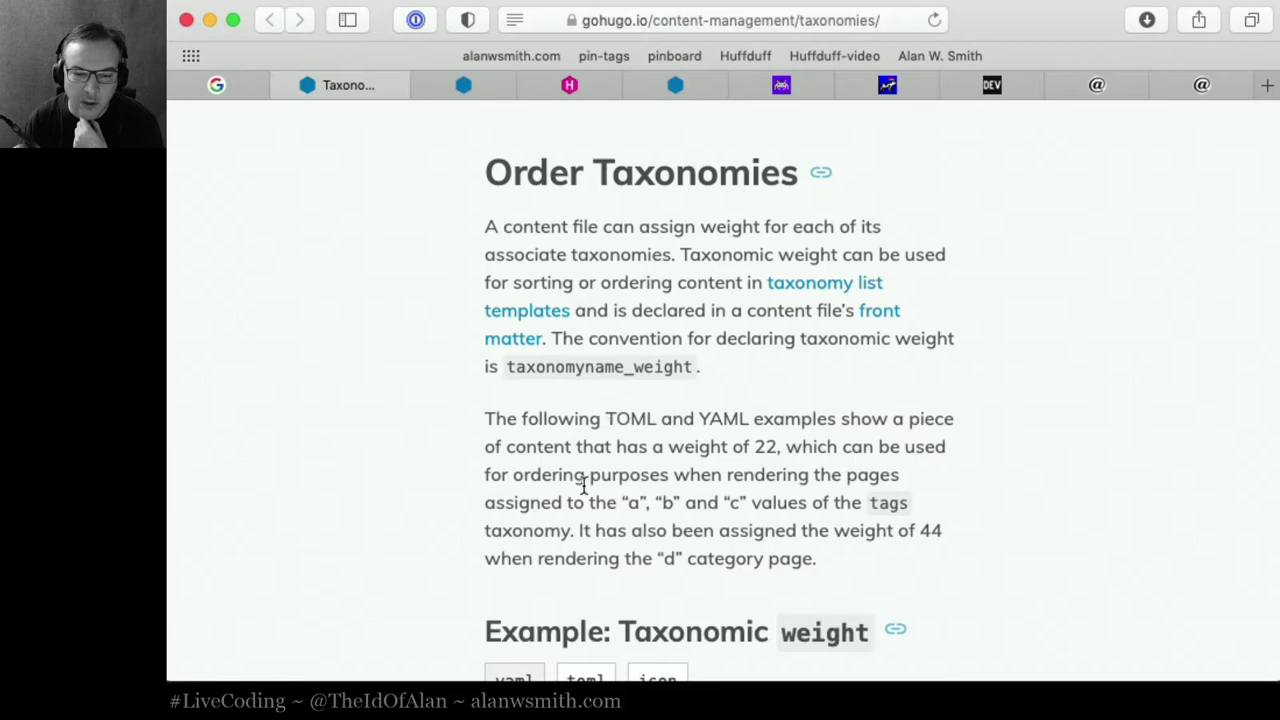 gohugo.io/content-management/taxonomies/
alanwsmith.com pin-tags pinboard Huffduff Huffduff-video Alan W. Smith
Taxono...
DEV
Order Taxonomies
A content file can assign weight for each of its
associate taxonomies. Taxonomic weight can be used
for sorting or ordering content in taxonomy list
templates and is declared in a content file’s front
matter. The convention for declaring taxonomic weight
is taxonomyname_weight.
The following TOML and YAML examples show a piece
of content that has a weight of 22, which can be used
for ordering purposes when rendering the pages
assigned to the “a”, “b” and “c” values of the tags
taxonomy. It has also been assigned the weight of 44
when rendering the “d” category page.
Example: Taxonomic weight
yaml toml json
#LiveCoding ~ @TheIdOfAlan ~ alanwsmith.com